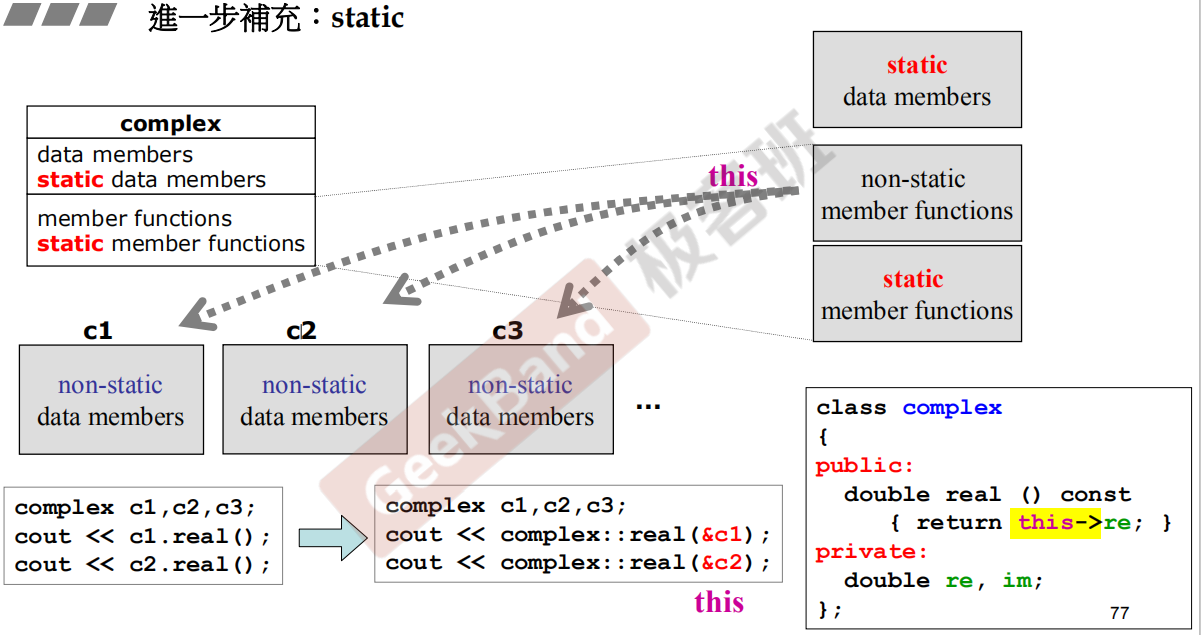 進一步補充：static
static
data members
complex
data members
static data members
member functions
static member functions
this
non-static
member functions
static
member functions
c1
c2
c3
non-static
data members
non-static
data members
non-static
data members
...
GeekBand 极客班
complex c1,c2,c3;
cout << c1.real();
cout << c2.real();
complex c1,c2,c3;
cout << complex::real(&c1);
cout << complex::real(&c2);
this
class complex
{
public:
double real () const
{ return this->re; }
private:
double re, im;
};
77